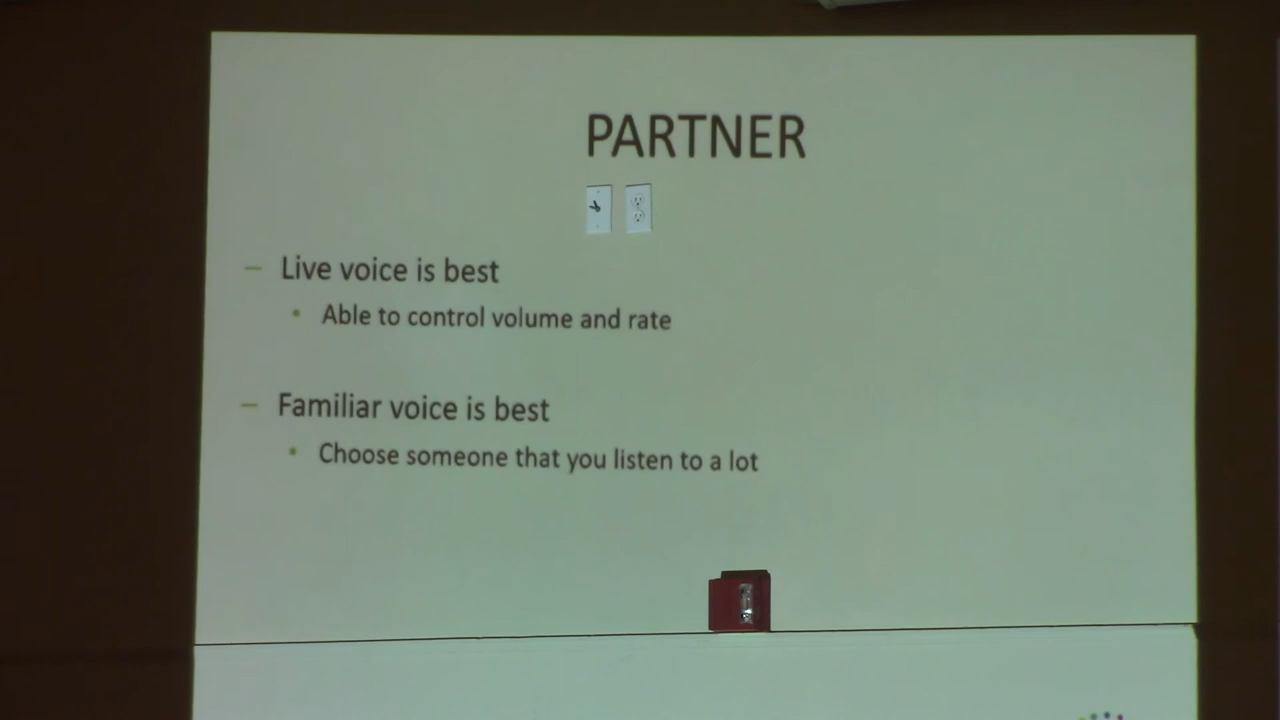 PARTNER
– Live voice is best
• Able to control volume and rate
– Familiar voice is best
• Choose someone that you listen to a lot